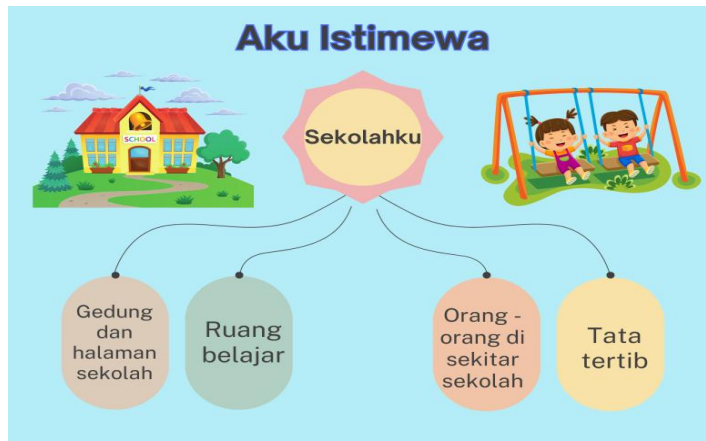 Aku Istimewa
SCHOOL
Sekolahku
Gedung
dan
halaman
sekolah
Ruang
belajar
Orang -
orang di
sekitar
sekolah
Tata
tertib